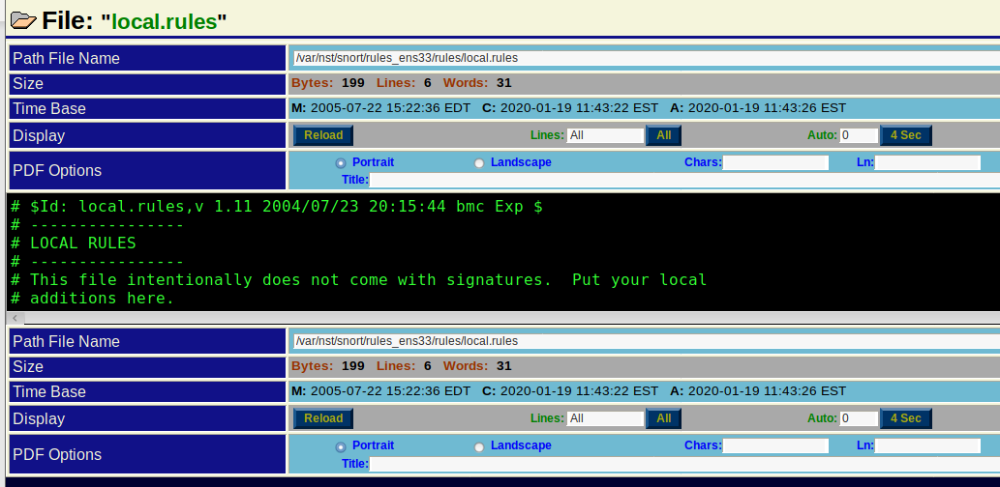 File: "local.rules"
Path File Name /var/nst/snort/rules_ens33/rules/local.rules
Size Bytes: 199 Lines: 6 Words: 31
Time Base M: 2005-07-22 15:22:36 EDT C: 2020-01-19 11:43:22 EST A: 2020-01-19 11:43:26 EST
Display Reload Lines: All All Auto: 0 4 Sec
PDF Options Portrait Landscape Chars: Ln:
Title:
# $Id: local.rules,v 1.11 2004/07/23 20:15:44 bmc Exp $
# ----------------
# LOCAL RULES
# ----------------
# This file intentionally does not come with signatures.  Put your local
# additions here.
Path File Name /var/nst/snort/rules_ens33/rules/local.rules
Size Bytes: 199 Lines: 6 Words: 31
Time Base M: 2005-07-22 15:22:36 EDT C: 2020-01-19 11:43:22 EST A: 2020-01-19 11:43:26 EST
Display Reload Lines: All All Auto: 0 4 Sec
PDF Options Portrait Landscape Chars: Ln:
Title: